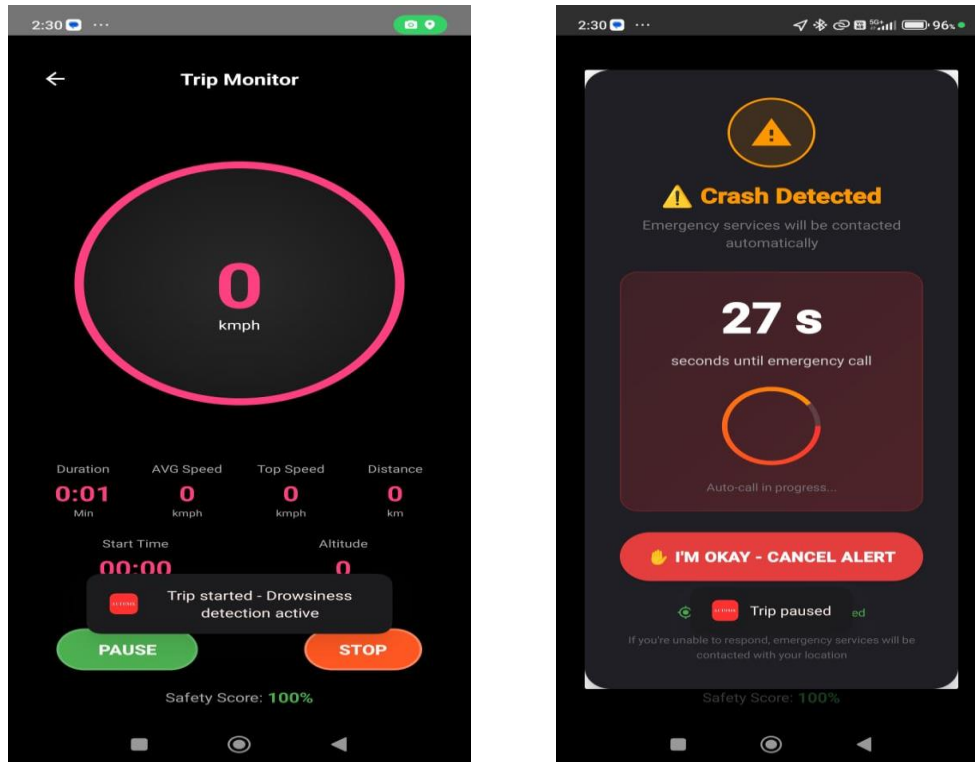 2:30 ...
Trip Monitor
0
kmph
Duration AVG Speed Top Speed Distance
0:01 0 0 0
Min kmph kmph km
Start Time Altitude
00:00 0
Trip started - Drowsiness
detection active
PAUSE STOP
Safety Score: 100%
2:30 ... 5G+ 96%
Crash Detected
Emergency services will be contacted
automatically
27 s
seconds until emergency call
Auto-call in progress...
I'M OKAY - CANCEL ALERT
Trip paused ed
If you're unable to respond, emergency services will be
contacted with your location
Safety Score: 100%